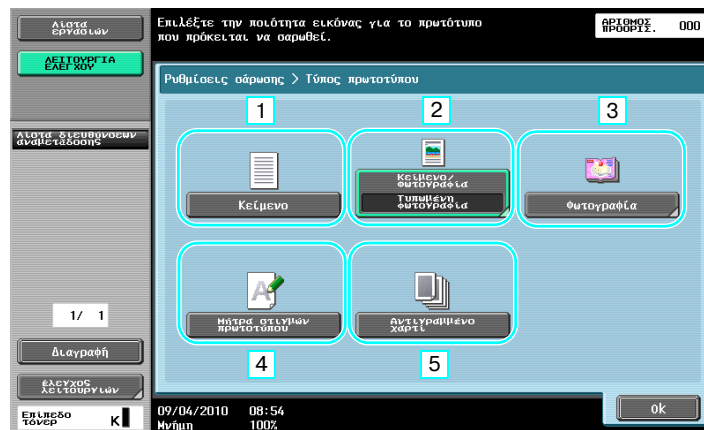 Λίστα
εργασιών
ΛΕΙΤΟΥΡΓΙΑ
ΕΛΕΓΧΟΥ
Λίστα διευθύνσεων
αναμετάδοσης
1/ 1
Διαγραφή
έλεγχος
λειτουργιών
Επίπεδο
τόνερ
K
Επιλέξτε την ποιότητα εικόνας για το πρωτότυπο
που πρόκειται να σαρωθεί.
ΑΡΙΘΜΟΣ
ΠΡΟΟΡΙΣ.
000
Ρυθμίσεις σάρωσης > Τύπος πρωτοτύπου
1
2
3
Κείμενο
Κείμενο/
Φωτογραφία
Τυπωμένη
φωτογραφία
Φωτογραφία
Μήτρα στιγμών
πρωτοτύπου
Αντιγραμμένο
χαρτί
4
5
09/04/2010 08:54
Μνήμη 100%
Ok